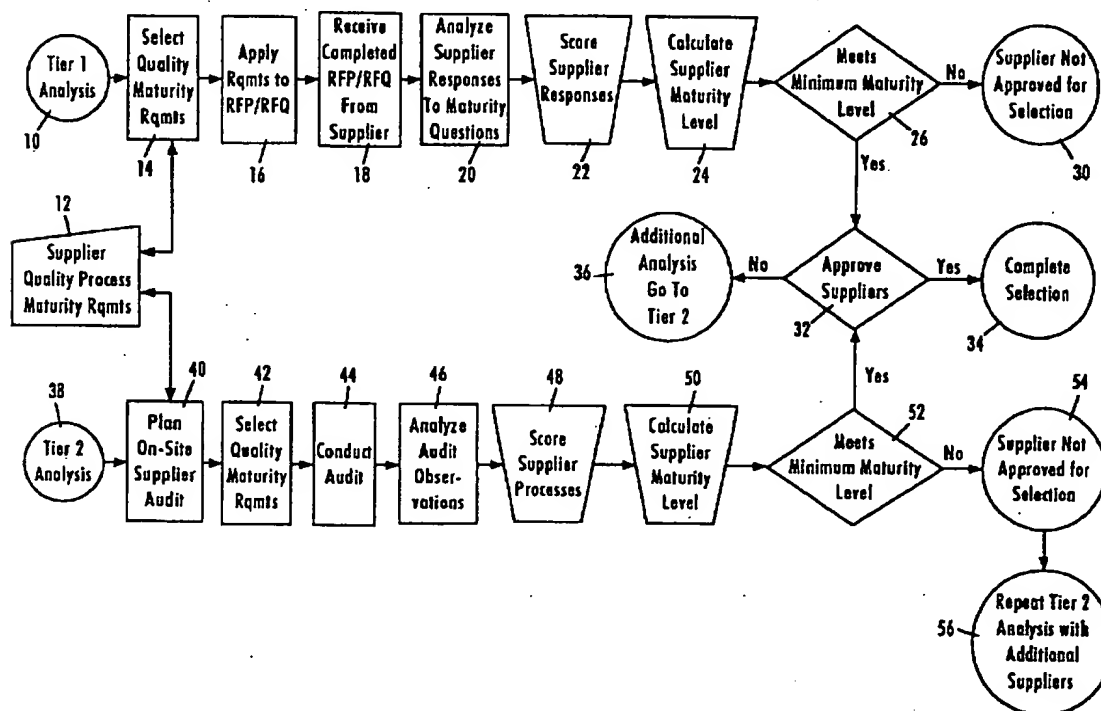 Tier 1
Analysis
10
Select
Quality
Maturity
Rqmts
14
Apply
Rqmts to
RFP/RFQ
16
Receive
Completed
RFP/RFQ
From
Supplier
18
Analyze
Supplier
Responses
To Maturity
Questions
20
Score
Supplier
Responses
22
Calculate
Supplier
Maturity
Level
24
Meets
Minimum Maturity
Level
26
No
Supplier Not
Approved for
Selection
30
Yes
12
Supplier
Quality Process
Maturity Rqmts
Additional
Analysis
Go To
Tier 2
36
No
Approve
Suppliers
32
Yes
Complete
Selection
34
Yes
38
Tier 2
Analysis
40
Plan
On-Site
Supplier
Audit
42
Select
Quality
Maturity
Rqmts
44
Conduct
Audit
46
Analyze
Audit
Obser-
vations
48
Score
Supplier
Processes
50
Calculate
Supplier
Maturity
Level
52
Meets
Minimum Maturity
Level
No
54
Supplier Not
Approved for
Selection
56
Repeat Tier 2
Analysis with
Additional
Suppliers